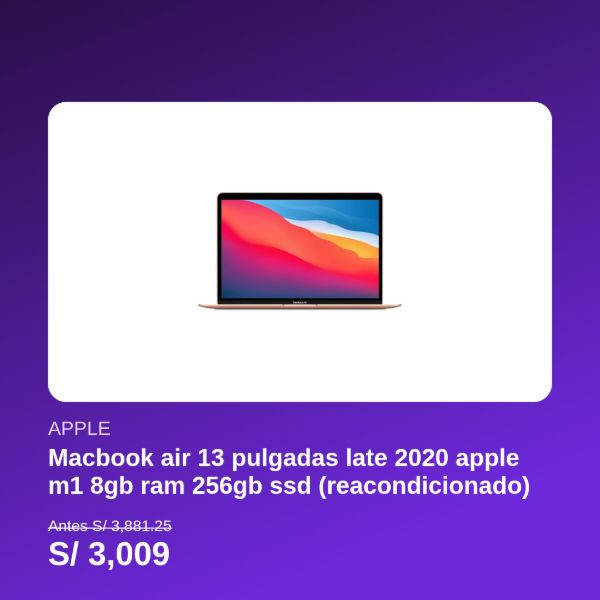 APPLE
Macbook air 13 pulgadas late 2020 apple
m1 8gb ram 256gb ssd (reacondicionado)
Antes S/ 3,881.25
S/ 3,009